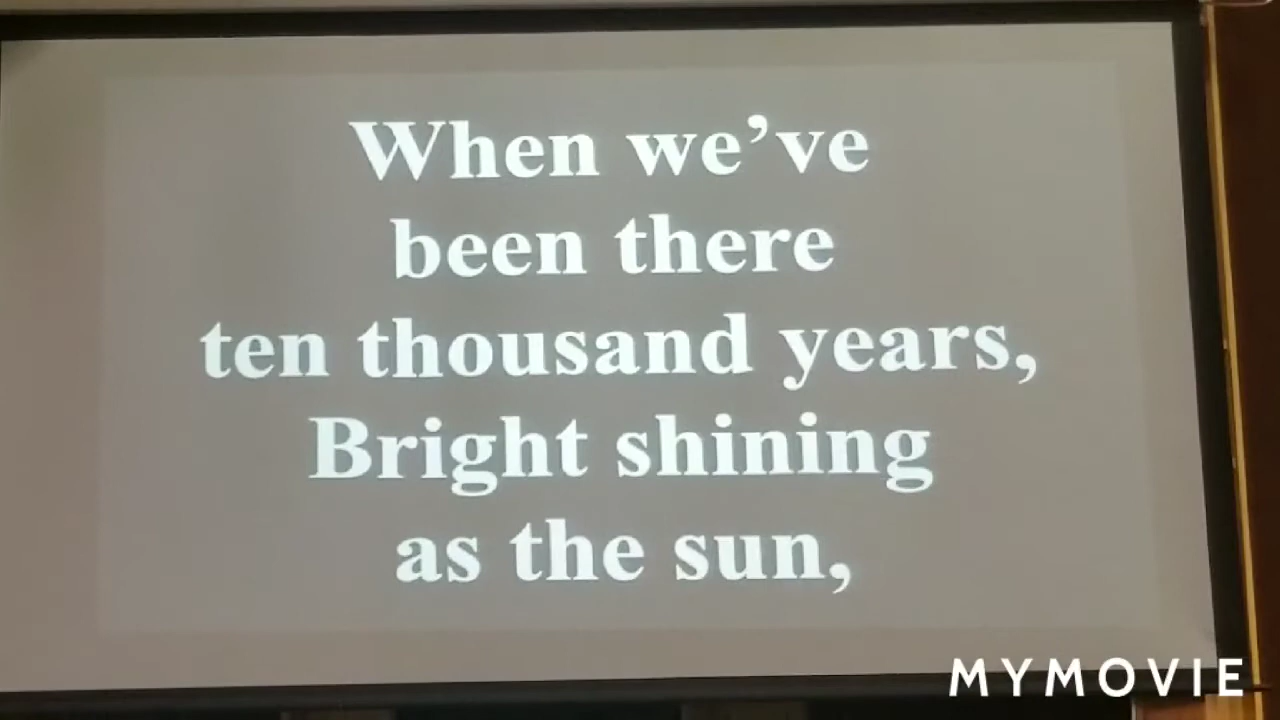 When we've
been there
ten thousand years,
Bright shining
as the sun,
MYMOVIE